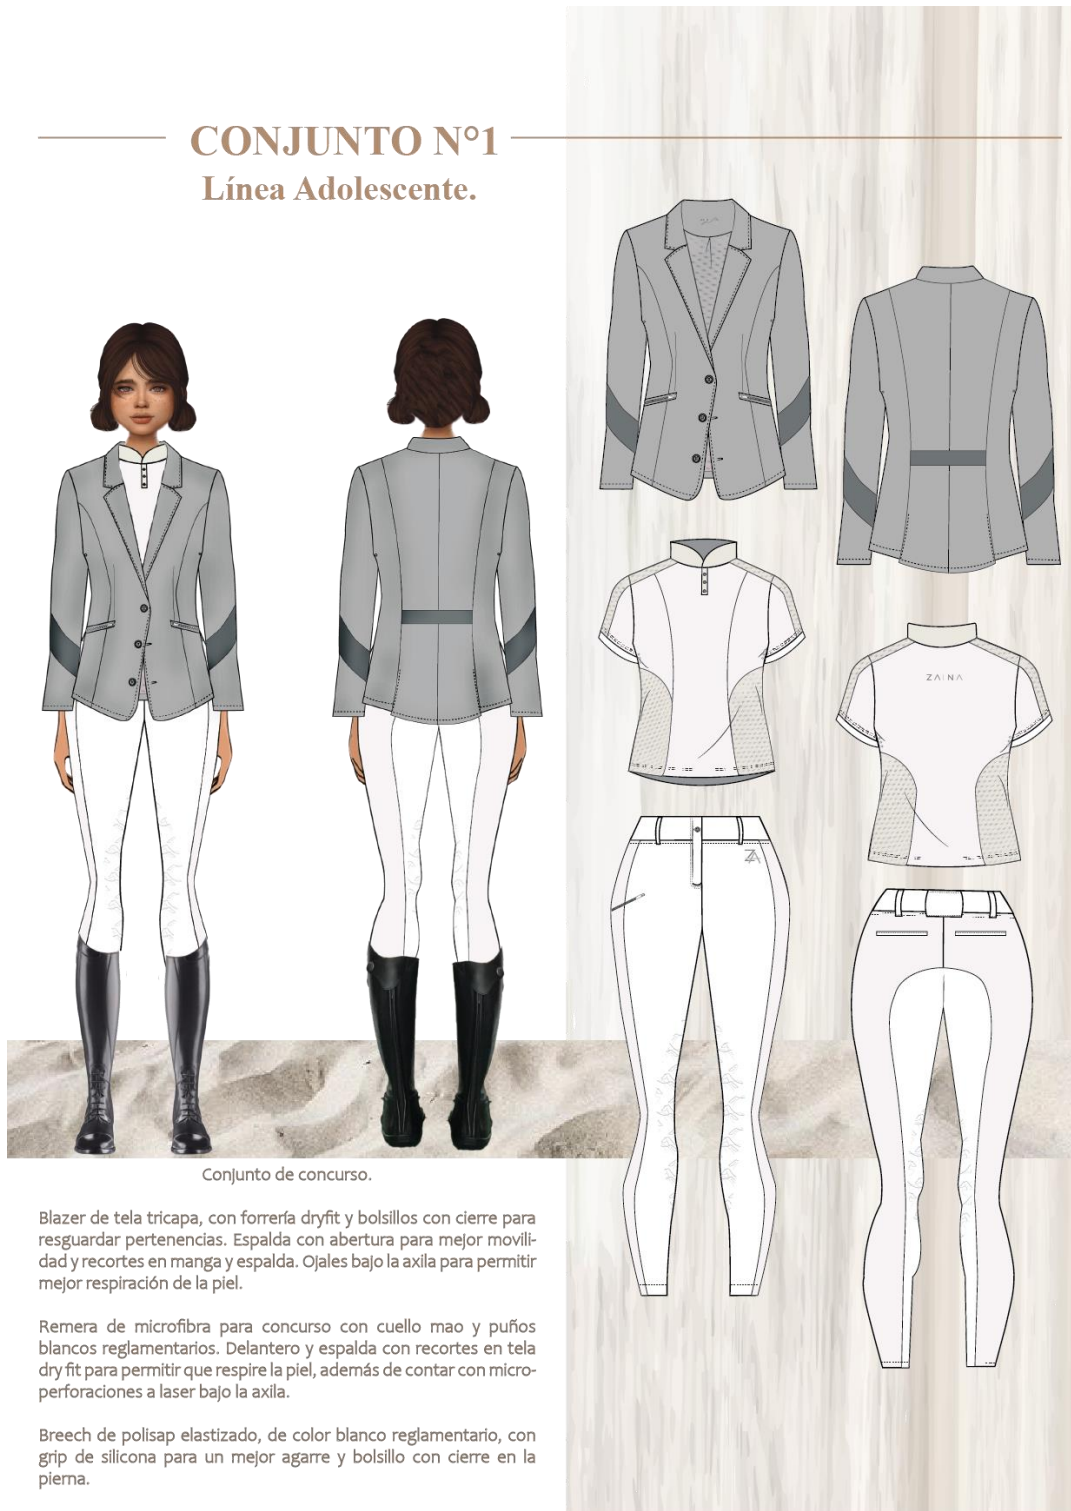 CONJUNTO N°1
Línea Adolescente.
ZAINA
ZA
Conjunto de concurso.
Blazer de tela tricapa, con forrería dryfit y bolsillos con cierre para
resguardar pertenencias. Espalda con abertura para mejor movili-
dad y recortes en manga y espalda. Ojales bajo la axila para permitir
mejor respiración de la piel.
Remera de microfibra para concurso con cuello mao y puños
blancos reglamentarios. Delantero y espalda con recortes en tela
dry fit para permitir que respire la piel, además de contar con micro-
perforaciones a laser bajo la axila.
Breech de polisap elastizado, de color blanco reglamentario, con
grip de silicona para un mejor agarre y bolsillo con cierre en la
pierna.